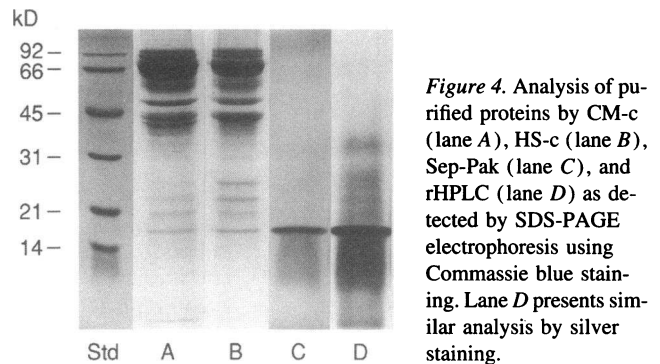 kD
92
66
45
31
21
14
Std A B C D
Figure 4. Analysis of pu-
rified proteins by CM-c
(lane A), HS-c (lane B),
Sep-Pak (lane C), and
rHPLC (lane D) as de-
tected by SDS-PAGE
electrophoresis using
Commassie blue stain-
ing. Lane D presents sim-
ilar analysis by silver
staining.